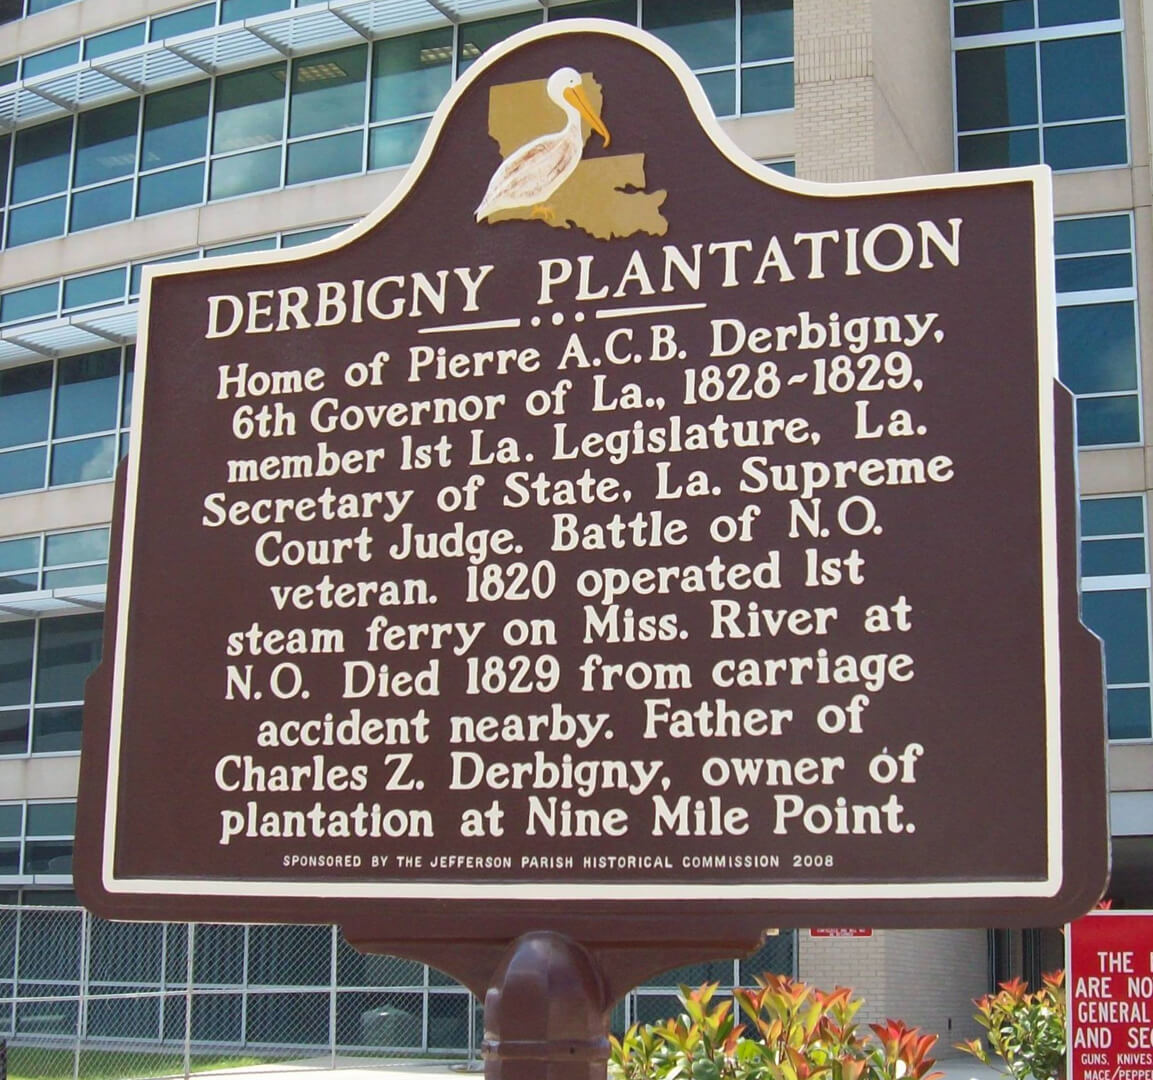 DERBIGNY PLANTATION
Home of Pierre A.C.B. Derbigny,
6th Governor of La., 1828~1829,
member 1st La. Legislature, La.
Secretary of State, La. Supreme
Court Judge. Battle of N.O.
veteran. 1820 operated 1st
steam ferry on Miss. River at
N.O. Died 1829 from carriage
accident nearby. Father of
Charles Z. Derbigny, owner of
plantation at Nine Mile Point.
SPONSORED BY THE JEFFERSON PARISH HISTORICAL COMMISSION 2008
THE
ARE NO
GENERAL
AND SE
GUNS, KNIVES
MACE/PEPPE